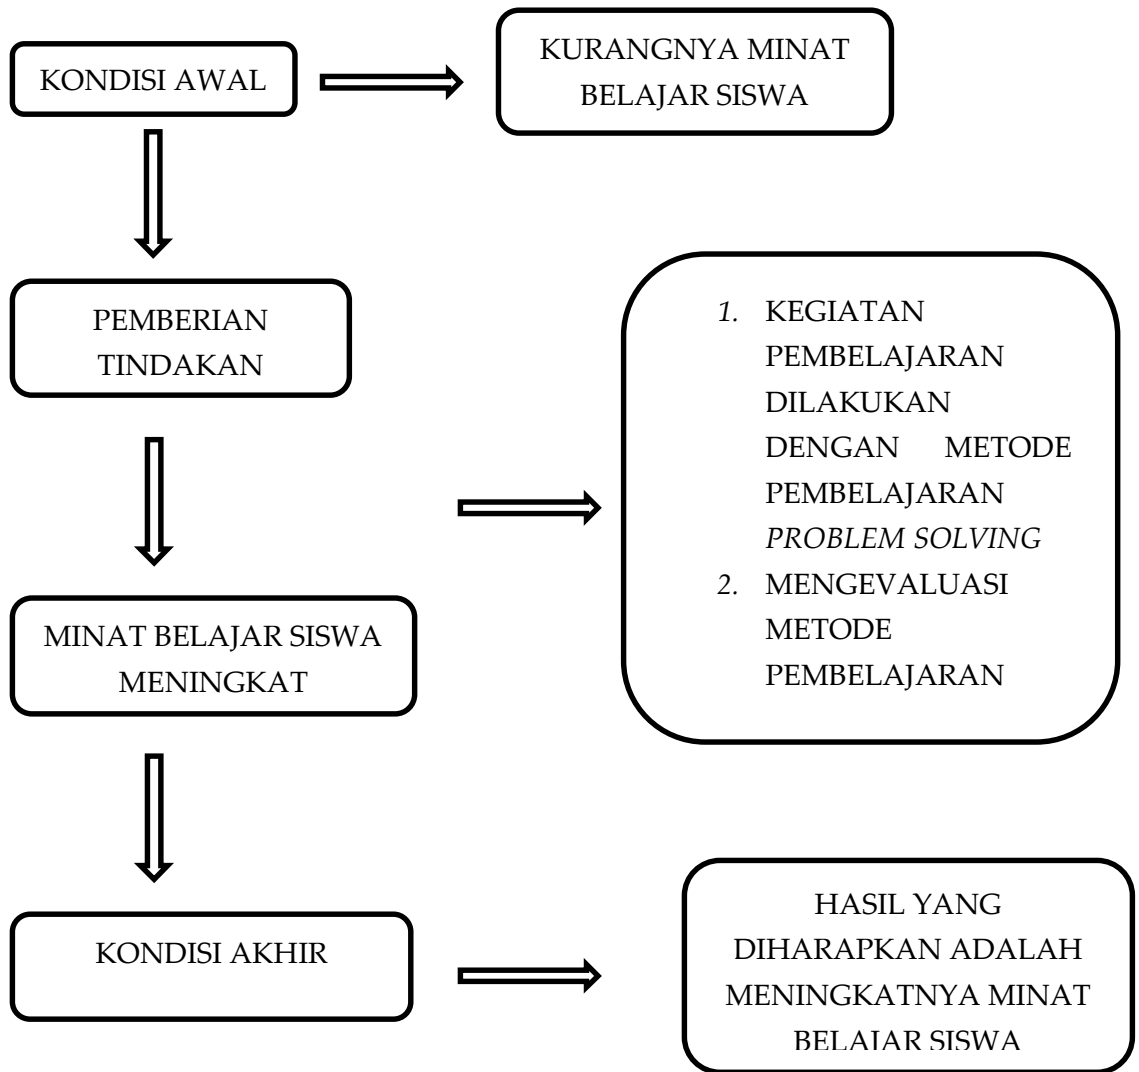 KONDISI AWAL
KURANGNYA MINAT
BELAJAR SISWA
PEMBERIAN
TINDAKAN
1. KEGIATAN
PEMBELAJARAN
DILAKUKAN
DENGAN METODE
PEMBELAJARAN
PROBLEM SOLVING
2. MENGEVALUASI
METODE
PEMBELAJARAN
MINAT BELAJAR SISWA
MENINGKAT
KONDISI AKHIR
HASIL YANG
DIHARAPKAN ADALAH
MENINGKATNYA MINAT
BELAJAR SISWA